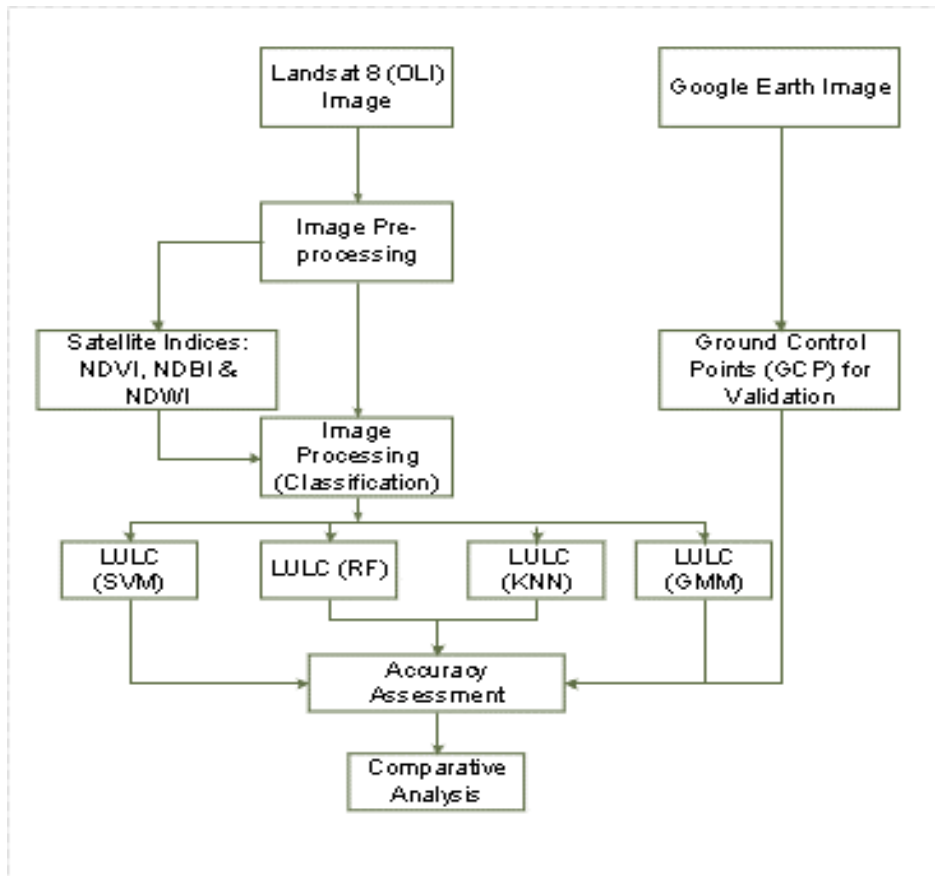 Landsat 8 (OLI)
Image
Google Earth Image
Image Pre-
processing
Satellite Indices:
NDVI, NDBI &
NDWI
Ground Control
Points (GCP) for
Validation
Image
Processing
(Classification)
LULC
(SVM)
LULC (RF)
LULC
(KNN)
LULC
(GMM)
Accuracy
Assessment
Comparative
Analysis